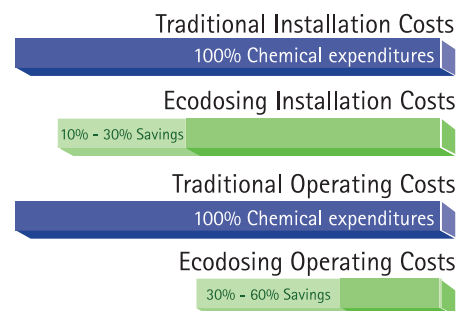 Traditional Installation Costs
100% Chemical expenditures
Ecodosing Installation Costs
10% - 30% Savings
Traditional Operating Costs
100% Chemical expenditures
Ecodosing Operating Costs
30% - 60% Savings